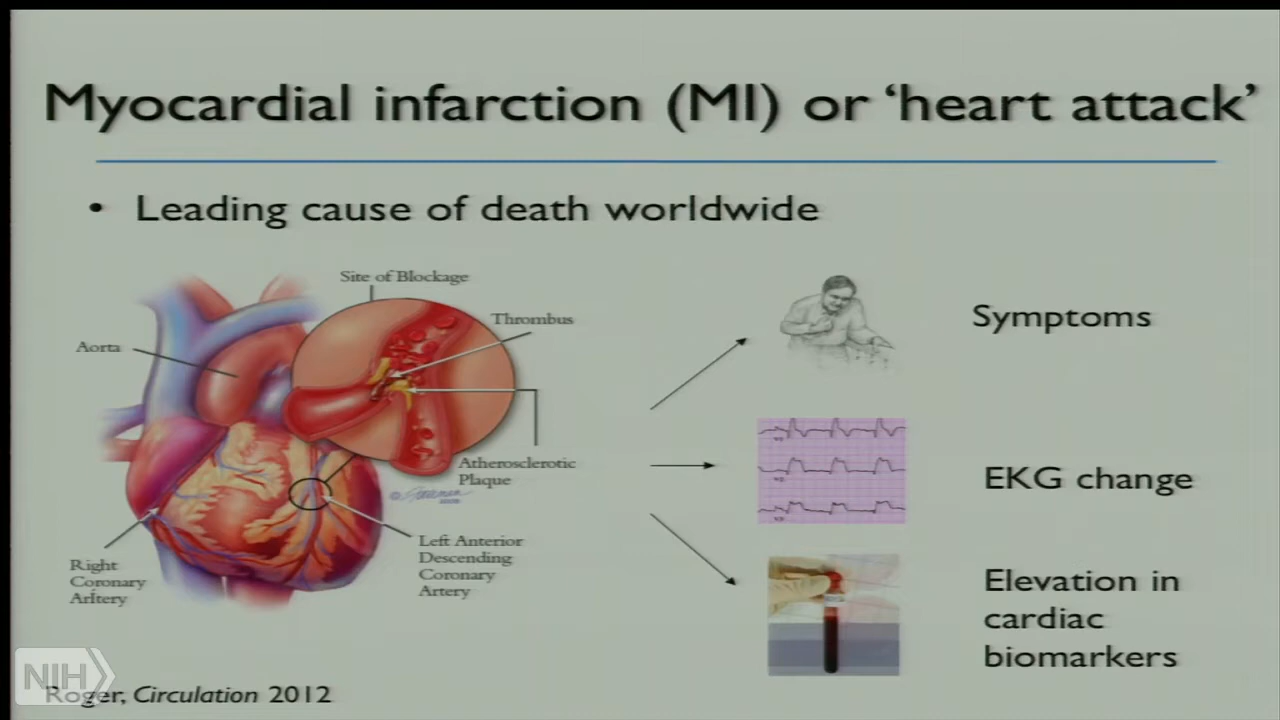 Myocardial infarction (MI) or ‘heart attack’
• Leading cause of death worldwide
Site of Blockage
Thrombus
Aorta
Atherosclerotic
Plaque
Left Anterior
Descending
Coronary
Artery
Right
Coronary
Artery
Symptoms
EKG change
Elevation in
cardiac
biomarkers
NIH
Roger, Circulation 2012